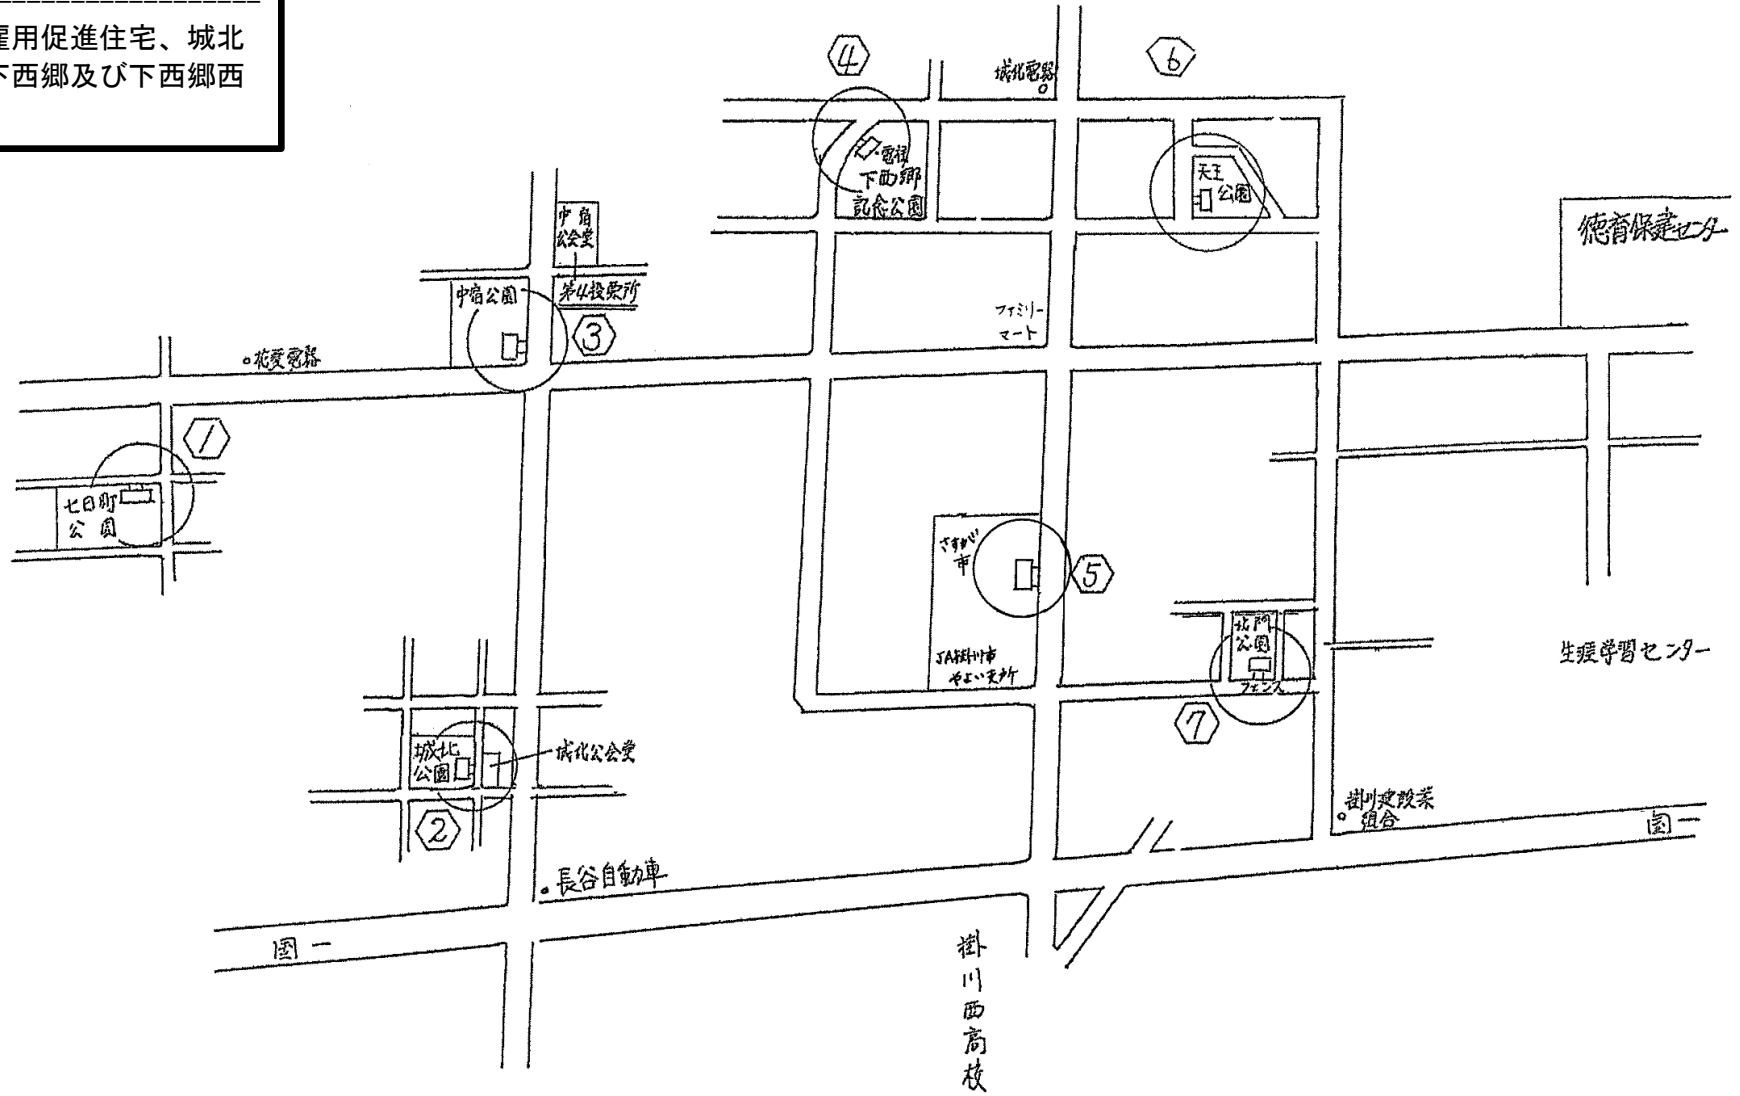 雇用促進住宅、城北
下西郷及び下西郷西
4
6
城北電器
電柱
下西郷
記念公園
天王
公園
徳育保健センター
中宿
公会堂
第4投票所
中宿公園
3
ファミリー
マート
1
七日町
公園
さすが
市
5
北門
公園
フェンス
生涯学習センター
JA掛川市
やよい支所
7
城北
公園
城北公会堂
2
掛川建設業
組合
国一
長谷自動車
国一
掛川西高校